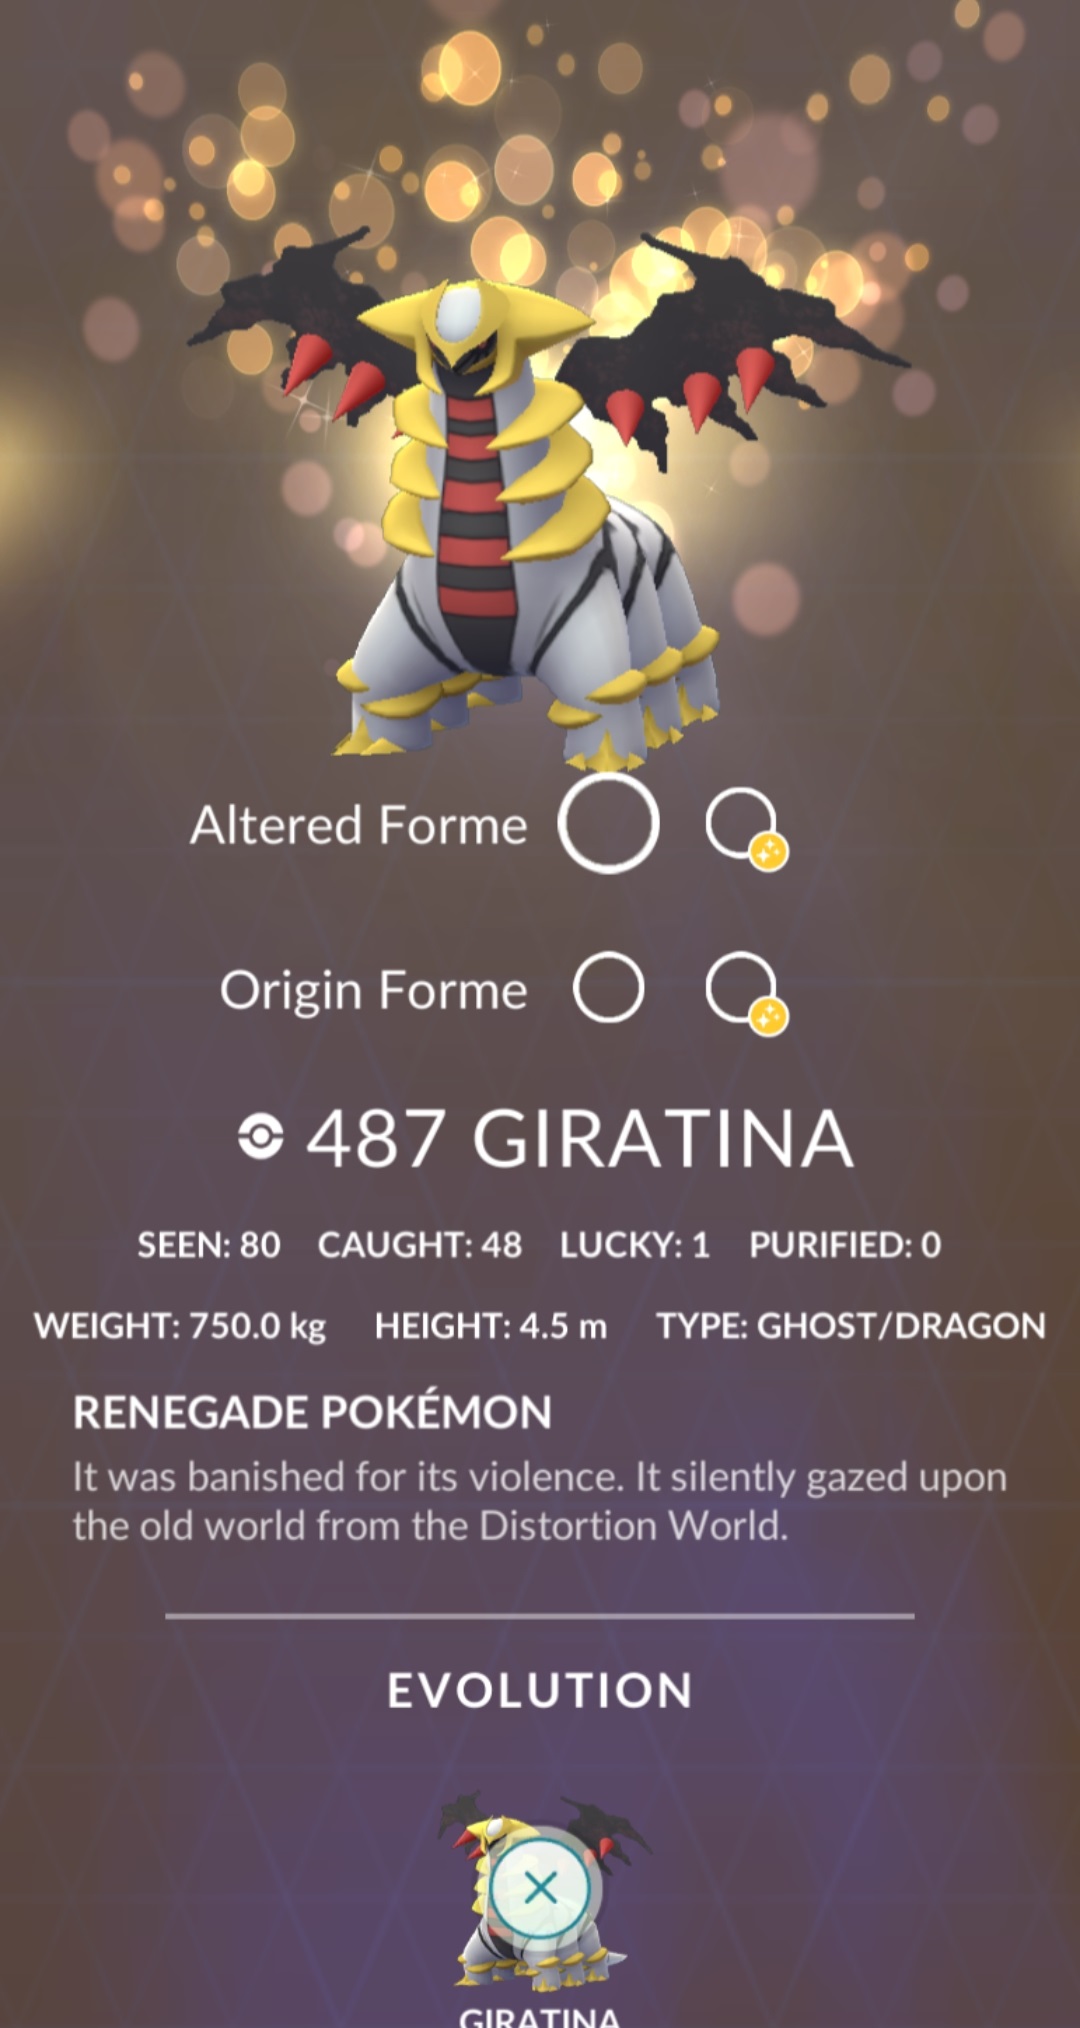 Altered Forme
Origin Forme
487 GIRATINA
SEEN: 80 CAUGHT: 48 LUCKY: 1 PURIFIED: 0
WEIGHT: 750.0 kg HEIGHT: 4.5 m TYPE: GHOST/DRAGON
RENEGADE POKÉMON
It was banished for its violence. It silently gazed upon
the old world from the Distortion World.
EVOLUTION
GIRATINA